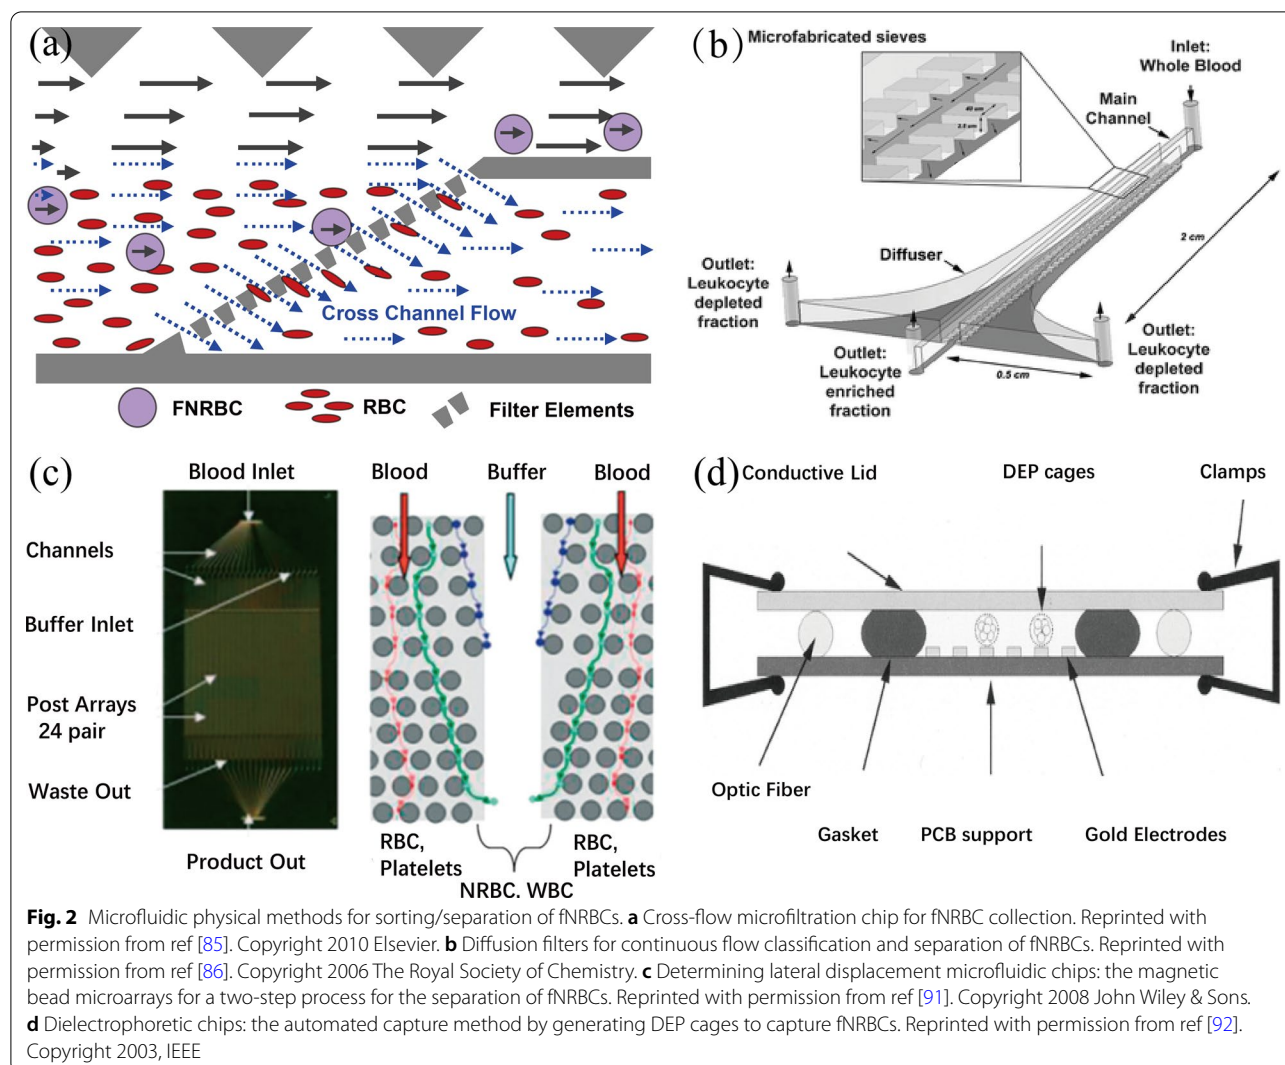 (a)
Cross Channel Flow
FNRBC
RBC
Filter Elements
(b)
Microfabricated sieves
40 um
2.5 um
Inlet:
Whole Blood
Main
Channel
2 cm
Diffuser
Outlet:
Leukocyte
depleted
fraction
Outlet:
Leukocyte
enriched
fraction
0.5 cm
Outlet:
Leukocyte
depleted
fraction
(c)
Blood Inlet
Channels
Buffer Inlet
Post Arrays
24 pair
Waste Out
Product Out
Blood
Buffer
Blood
RBC,
Platelets
RBC,
Platelets
NRBC. WBC
(d)
Conductive Lid
DEP cages
Clamps
Optic Fiber
Gasket
PCB support
Gold Electrodes
Fig. 2 Microfluidic physical methods for sorting/separation of fNRBCs. a Cross-flow microfiltration chip for fNRBC collection. Reprinted with
permission from ref [85]. Copyright 2010 Elsevier. b Diffusion filters for continuous flow classification and separation of fNRBCs. Reprinted with
permission from ref [86]. Copyright 2006 The Royal Society of Chemistry. c Determining lateral displacement microfluidic chips: the magnetic
bead microarrays for a two-step process for the separation of fNRBCs. Reprinted with permission from ref [91]. Copyright 2008 John Wiley & Sons.
d Dielectrophoretic chips: the automated capture method by generating DEP cages to capture fNRBCs. Reprinted with permission from ref [92].
Copyright 2003, IEEE